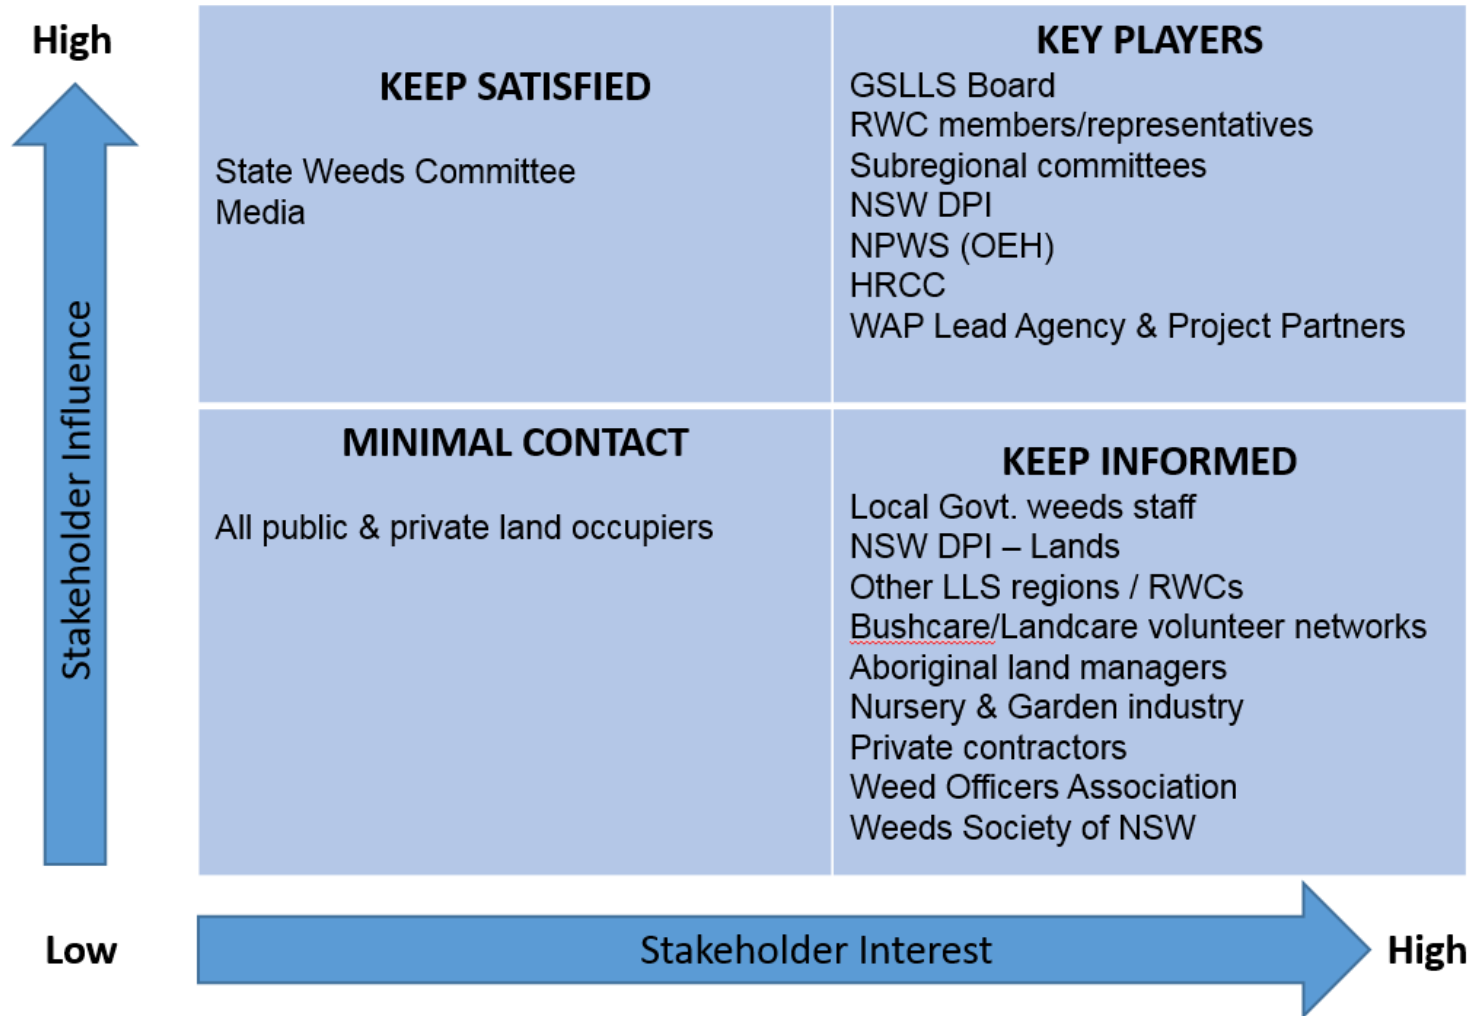 High
KEEP SATISFIED
State Weeds Committee
Media
KEY PLAYERS
GSLLS Board
RWC members/representatives
Subregional committees
NSW DPI
NPWS (OEH)
HRCC
WAP Lead Agency & Project Partners
Stakeholder Influence
MINIMAL CONTACT
All public & private land occupiers
KEEP INFORMED
Local Govt. weeds staff
NSW DPI – Lands
Other LLS regions / RWCs
Bushcare/Landcare volunteer networks
Aboriginal land managers
Nursery & Garden industry
Private contractors
Weed Officers Association
Weeds Society of NSW
Low
Stakeholder Interest
High